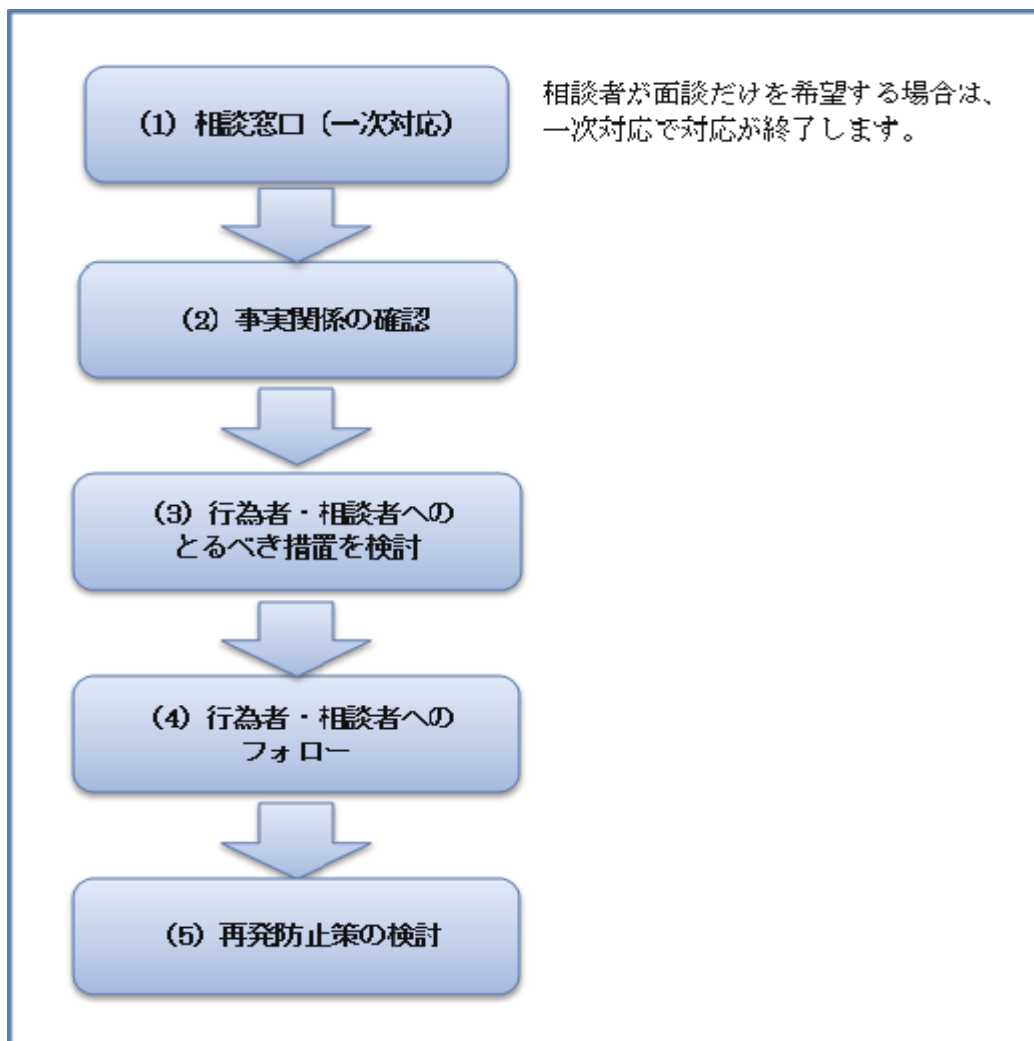 (1) 相談窓口（一次対応）
相談者が面談だけを希望する場合は、
一次対応で対応が終了します。
(2) 事実関係の確認
(3) 行為者・相談者への
とるべき措置を検討
(4) 行為者・相談者への
フォロー
(5) 再発防止策の検討